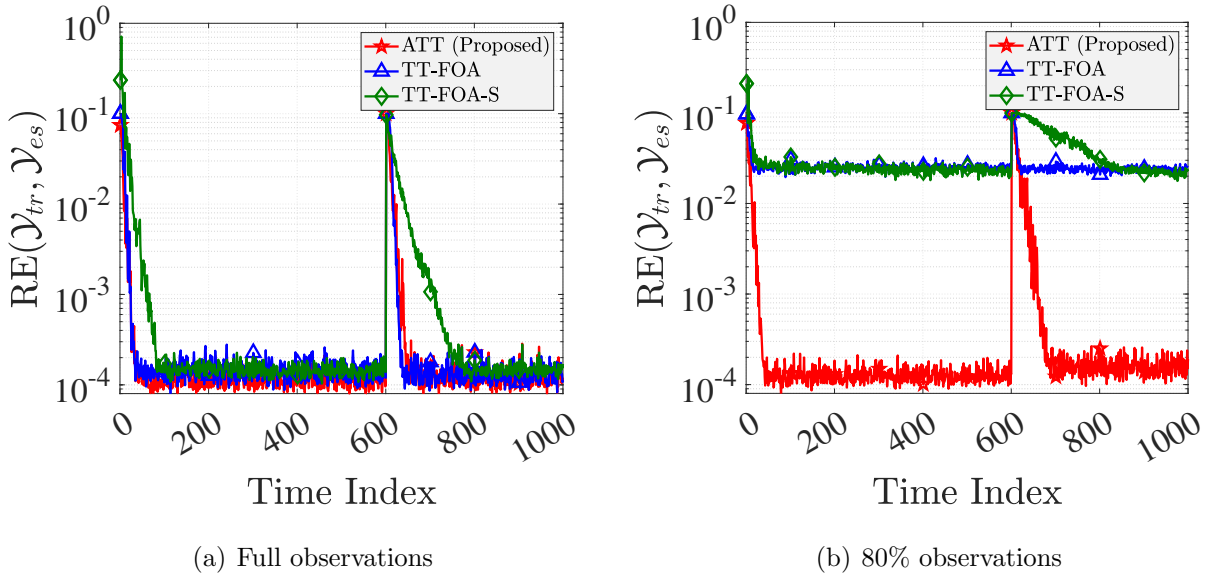 10^0
10^-1
10^-2
10^-3
10^-4
RE(𝒴_tr, 𝒴_es)
ATT (Proposed)
TT-FOA
TT-FOA-S
0 200 400 600 800 1000
Time Index
(a) Full observations
10^0
10^-1
10^-2
10^-3
10^-4
RE(𝒴_tr, 𝒴_es)
ATT (Proposed)
TT-FOA
TT-FOA-S
0 200 400 600 800 1000
Time Index
(b) 80% observations